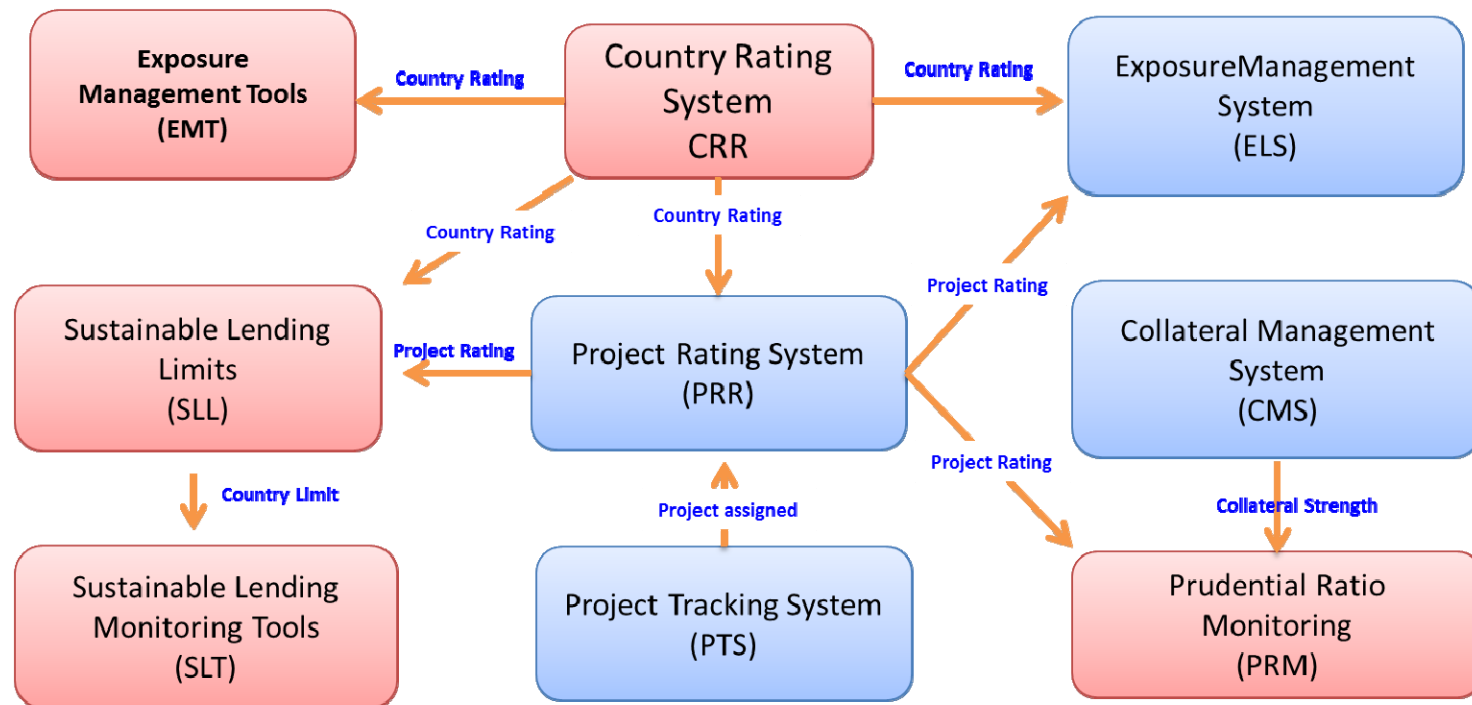 Exposure
Management Tools
(EMT)
Country Rating
Country Rating
System
CRR
Country Rating
ExposureManagement
System
(ELS)
Country Rating
Country Rating
Sustainable Lending
Limits
(SLL)
Project Rating
Project Rating System
(PRR)
Project Rating
Collateral Management
System
(CMS)
Project Rating
Country Limit
Project assigned
Collateral Strength
Sustainable Lending
Monitoring Tools
(SLT)
Project Tracking System
(PTS)
Prudential Ratio
Monitoring
(PRM)